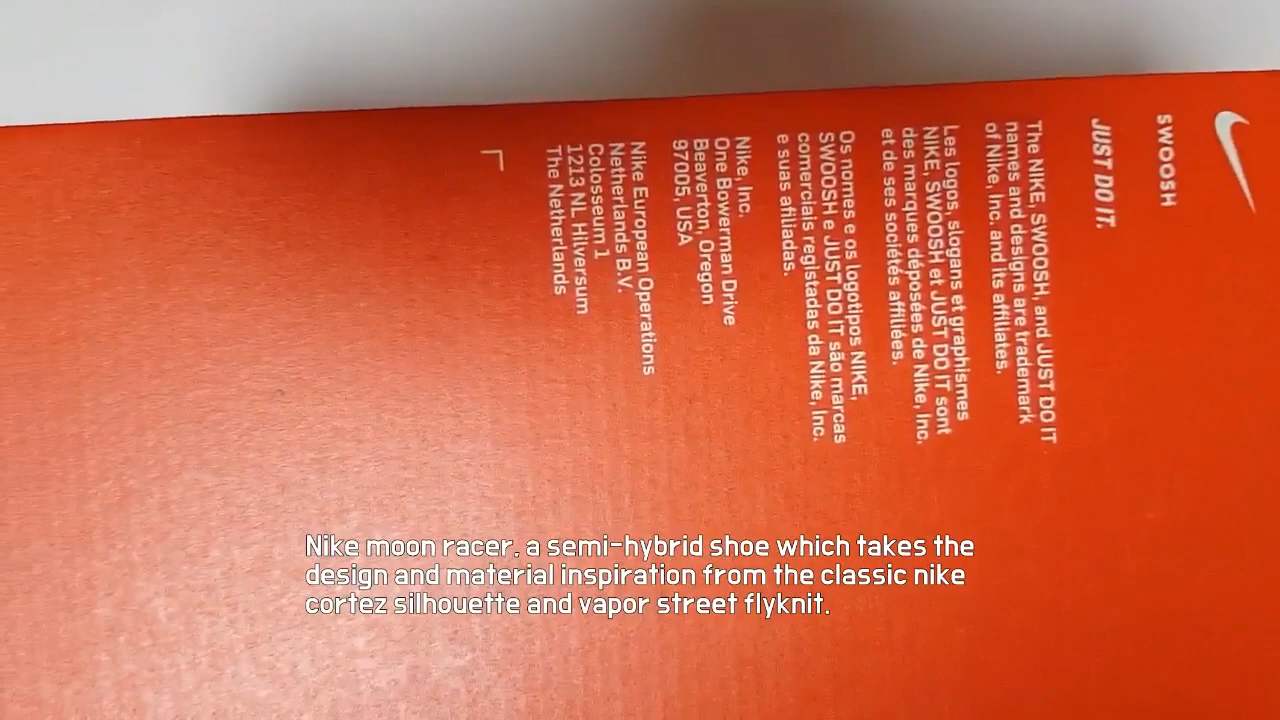 SWOOSH
JUST DO IT.
The NIKE, SWOOSH, and JUST DO IT
names and designs are trademark
of Nike, Inc. and its affiliates.
Les logos, slogans et graphismes
NIKE, SWOOSH et JUST DO IT sont
des marques déposées de Nike, Inc.
et de ses sociétés affiliées.
Os nomes e os logotipos NIKE,
SWOOSH e JUST DO IT são marcas
comerciais registadas da Nike, Inc.
e suas afiliadas.
Nike, Inc.
One Bowerman Drive
Beaverton, Oregon
97005, USA
Nike European Operations
Netherlands B.V.
Colosseum 1
1213 NL Hilversum
The Netherlands
Nike moon racer, a semi-hybrid shoe which takes the
design and material inspiration from the classic nike
cortez silhouette and vapor street flyknit.